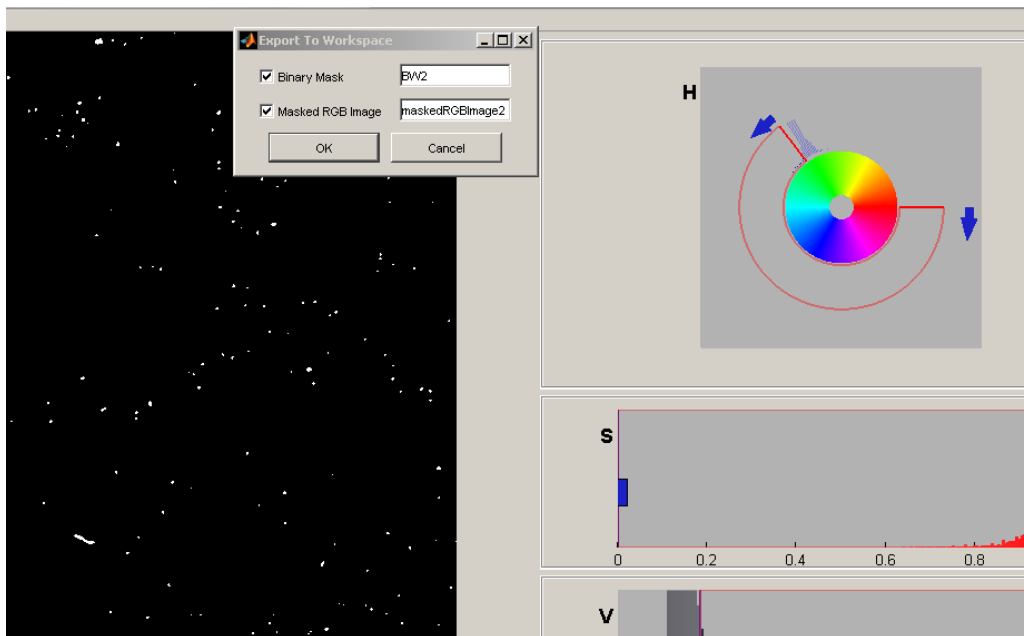 Export To Workspace
Binary Mask BW2
Masked RGB Image maskedRGBImage2
OK Cancel
H
S
0 0.2 0.4 0.6 0.8
V